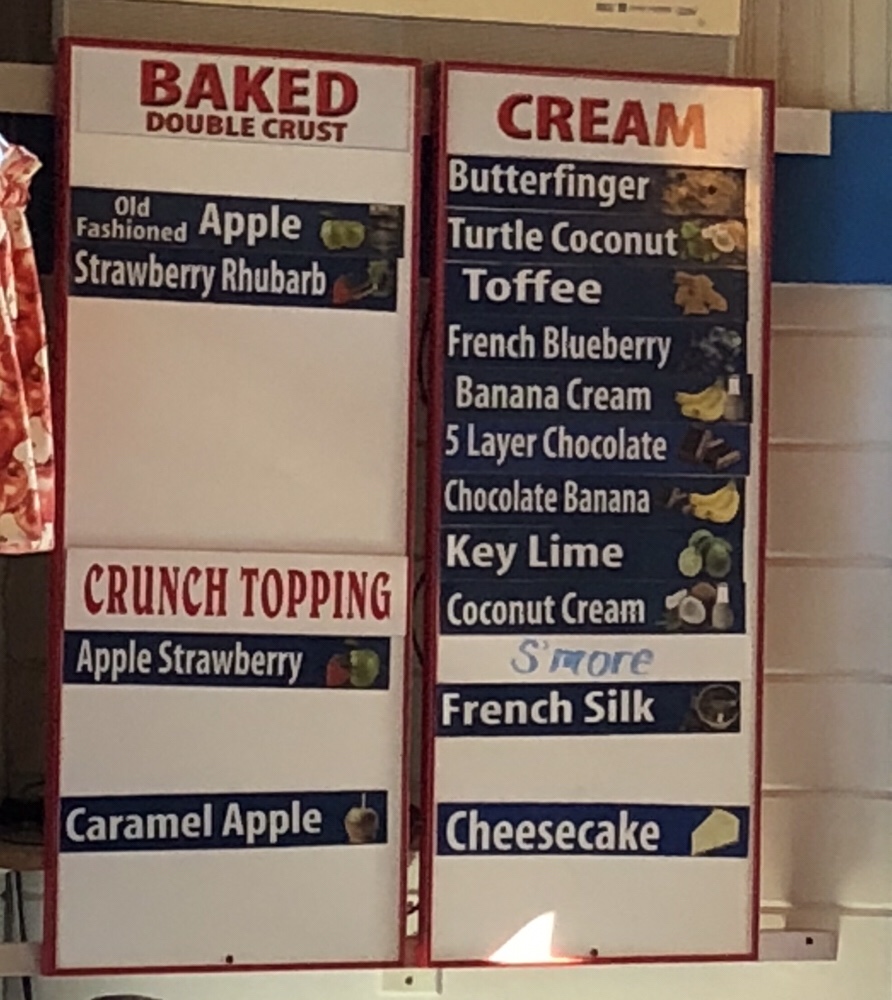 BAKED
DOUBLE CRUST
Old
Fashioned Apple
Strawberry Rhubarb
CRUNCH TOPPING
Apple Strawberry
Caramel Apple
CREAM
Butterfinger
Turtle Coconut
Toffee
French Blueberry
Banana Cream
5 Layer Chocolate
Chocolate Banana
Key Lime
Coconut Cream
S'more
French Silk
Cheesecake